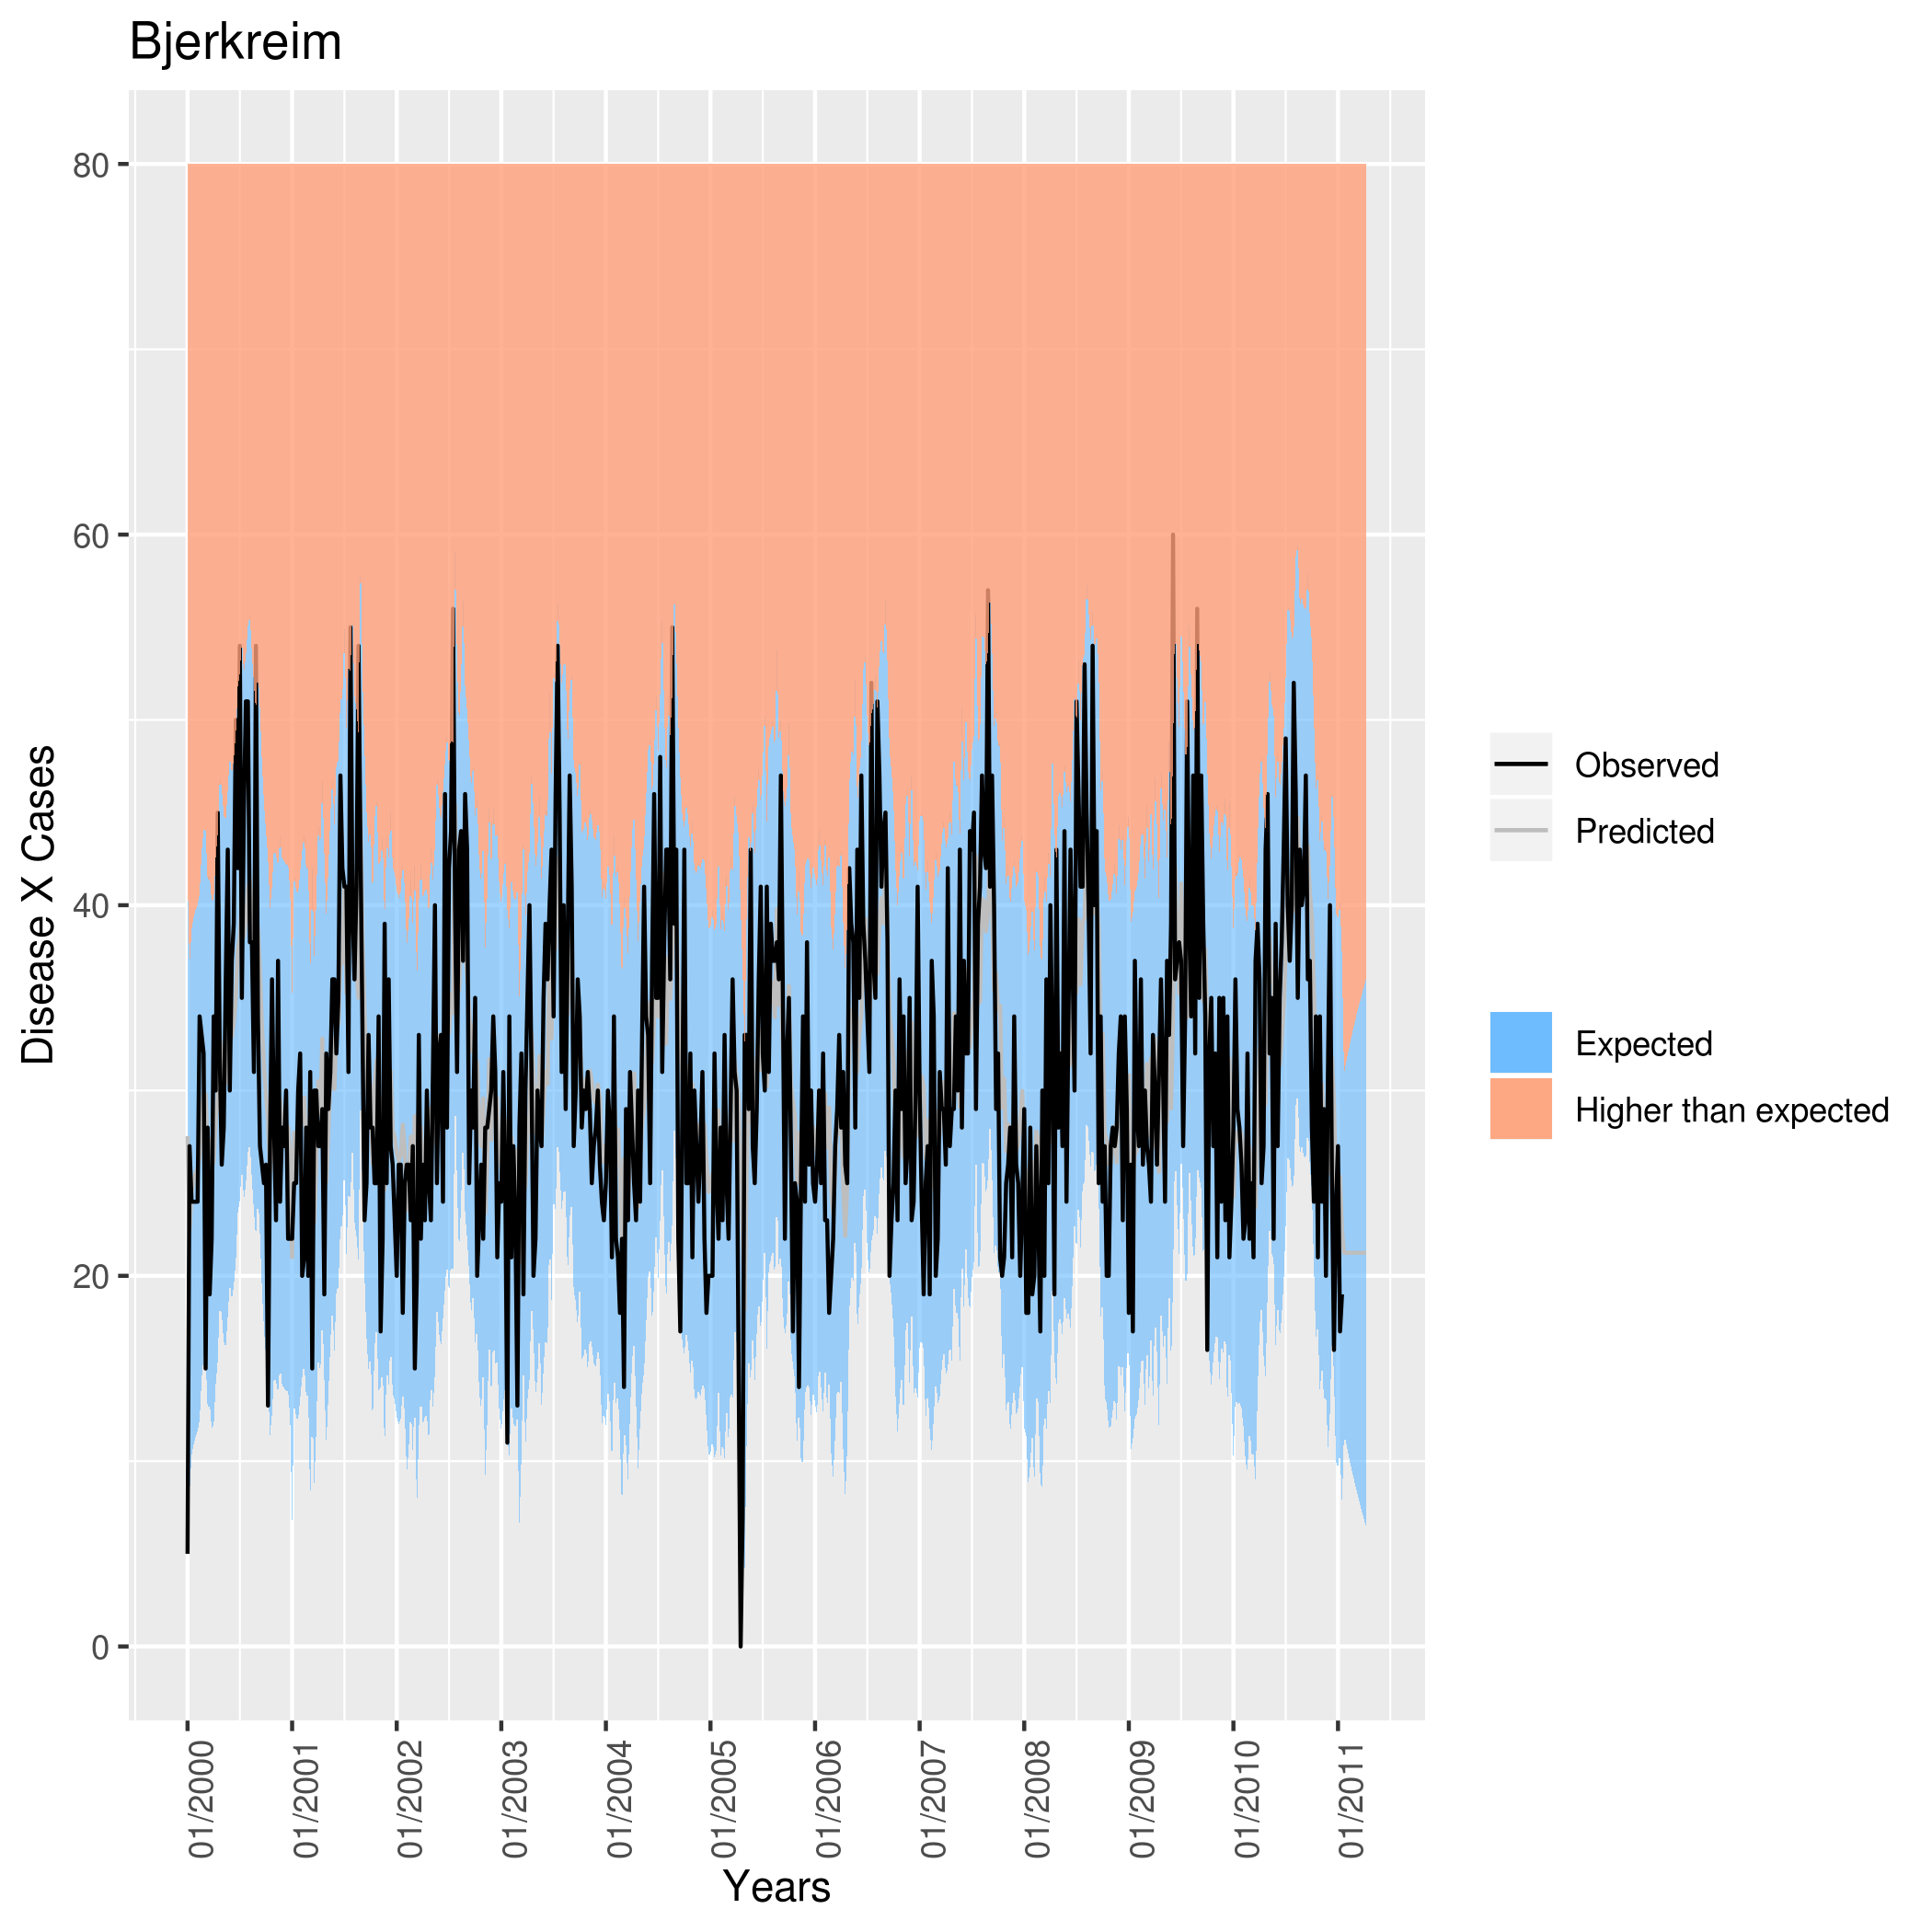 Bjerkreim
80
60
40
20
0
Disease X Cases
01/2000
01/2001
01/2002
01/2003
01/2004
01/2005
01/2006
01/2007
01/2008
01/2009
01/2010
01/2011
Years
Observed
Predicted
Expected
Higher than expected